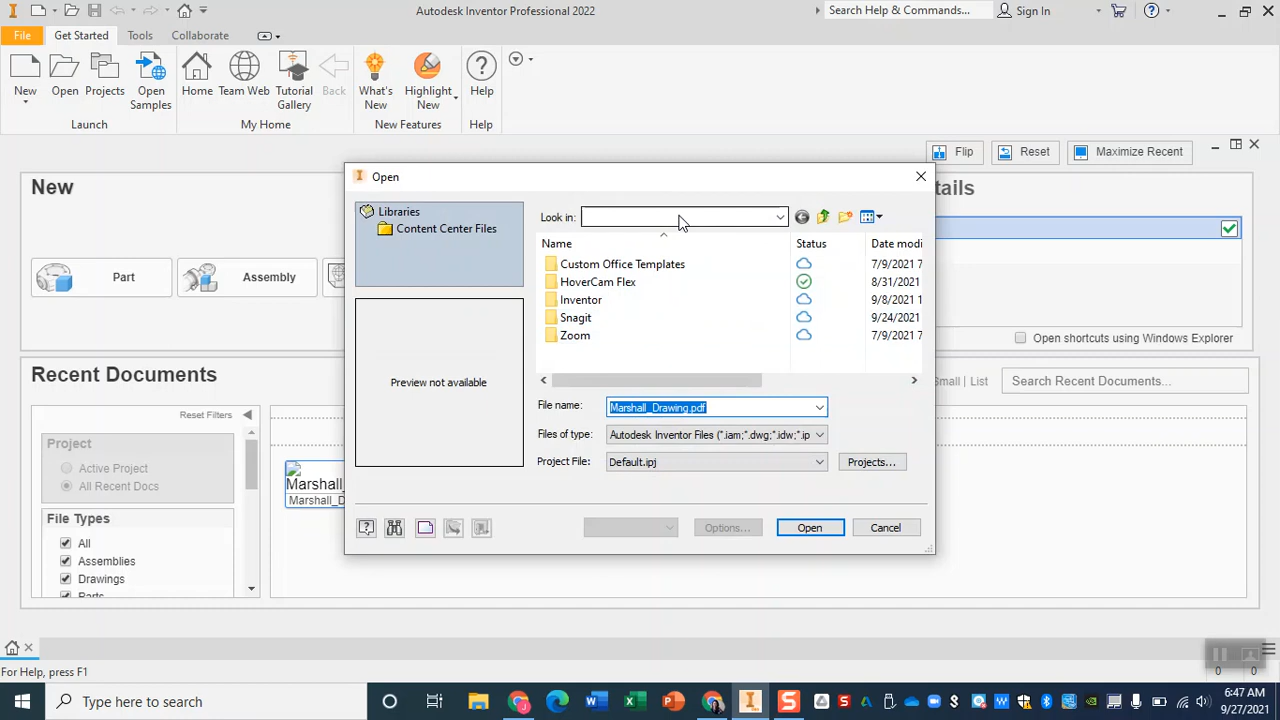 Autodesk Inventor Professional 2022
Search Help & Commands...
Sign In
File
Get Started
Tools
Collaborate
New
Open
Projects
Open Samples
Home
Team Web
Tutorial Gallery
Back
What's New
Highlight New
Help
Launch
My Home
New Features
Help
Flip
Reset
Maximize Recent
New
tails
Part
Assembly
Open shortcuts using Windows Explorer
Open
Libraries
Content Center Files
Look in:
Name
Status
Date modi
Custom Office Templates
7/9/2021 7
HoverCam Flex
8/31/2021
Inventor
9/8/2021 1
Snagit
9/24/2021
Zoom
7/9/2021 7
Preview not available
File name:
Marshall_Drawing.pdf
Files of type:
Autodesk Inventor Files (*.iam;*.dwg;*.idw;*.ip
Project File:
Default.ipj
Projects...
Options...
Open
Cancel
Recent Documents
mall
List
Search Recent Documents...
Reset Filters
Project
Active Project
All Recent Docs
File Types
All
Assemblies
Drawings
Parts
Marshall_
Marshall_D
For Help, press F1
0
0
Type here to search
6:47 AM
9/27/2021